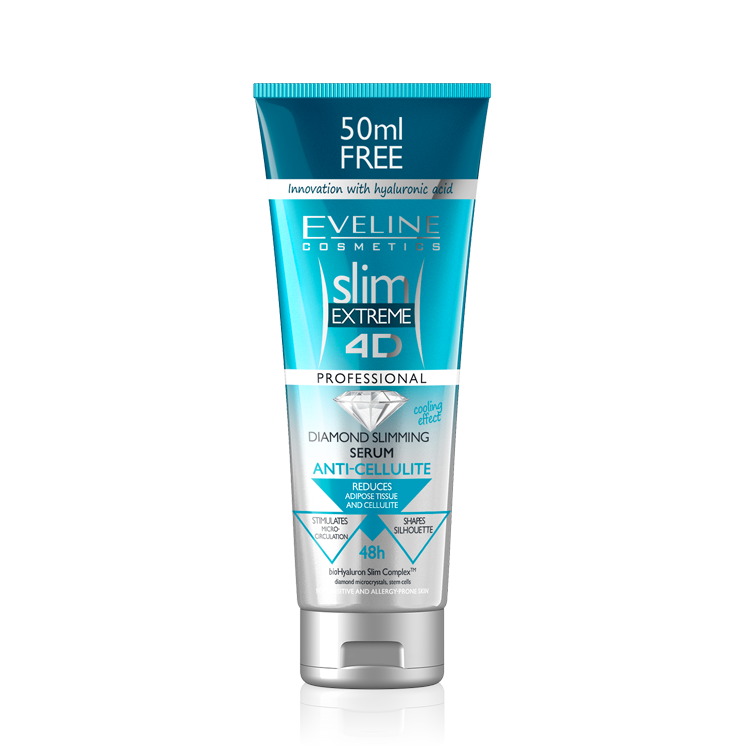 50ml
FREE
Innovation with hyaluronic acid
EVELINE
COSMETICS
slim
EXTREME
4D
PROFESSIONAL
cooling
effect
DIAMOND SLIMMING
SERUM
ANTI-CELLULITE
REDUCES
ADIPOSE TISSUE
AND CELLULITE
STIMULATES
MICRO-
CIRCULATION
SHAPES
SILHOUETTE
48h
bioHyaluron Slim Complex™
diamond microcrystals, stem cells
AND ALLERGY-PRONE SKIN